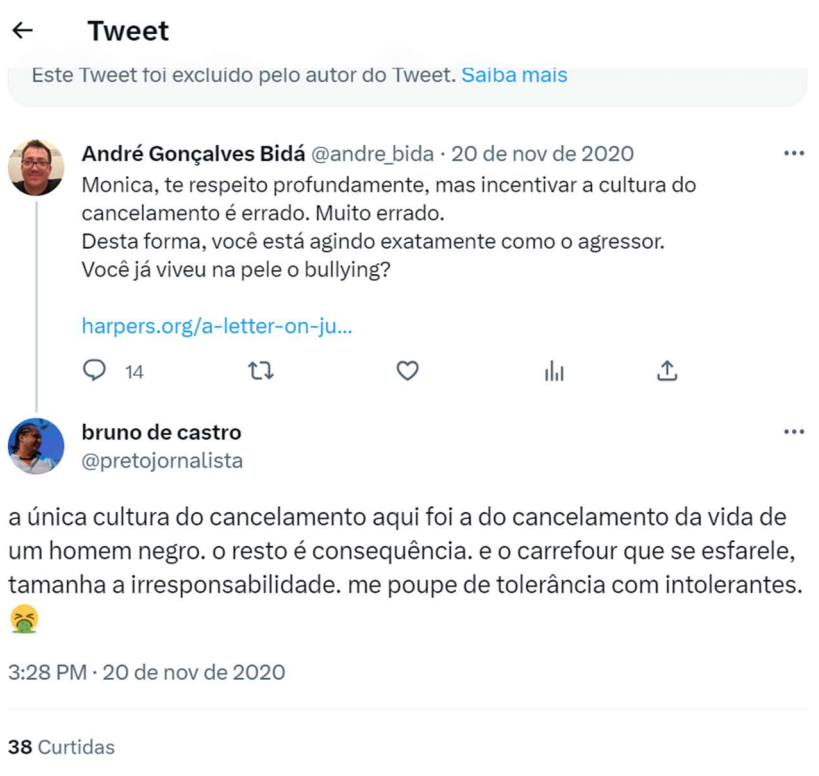 Tweet
Este Tweet foi excluído pelo autor do Tweet. Saiba mais
André Gonçalves Bidá @andre_bida · 20 de nov de 2020
Monica, te respeito profundamente, mas incentivar a cultura do
cancelamento é errado. Muito errado.
Desta forma, você está agindo exatamente como o agressor.
Você já viveu na pele o bullying?
harpers.org/a-letter-on-ju...
14
bruno de castro
@pretojornalista
a única cultura do cancelamento aqui foi a do cancelamento da vida de
um homem negro. o resto é consequência. e o carrefour que se esfarele,
tamanha a irresponsabilidade. me poupe de tolerância com intolerantes.
🤮
3:28 PM · 20 de nov de 2020
38 Curtidas